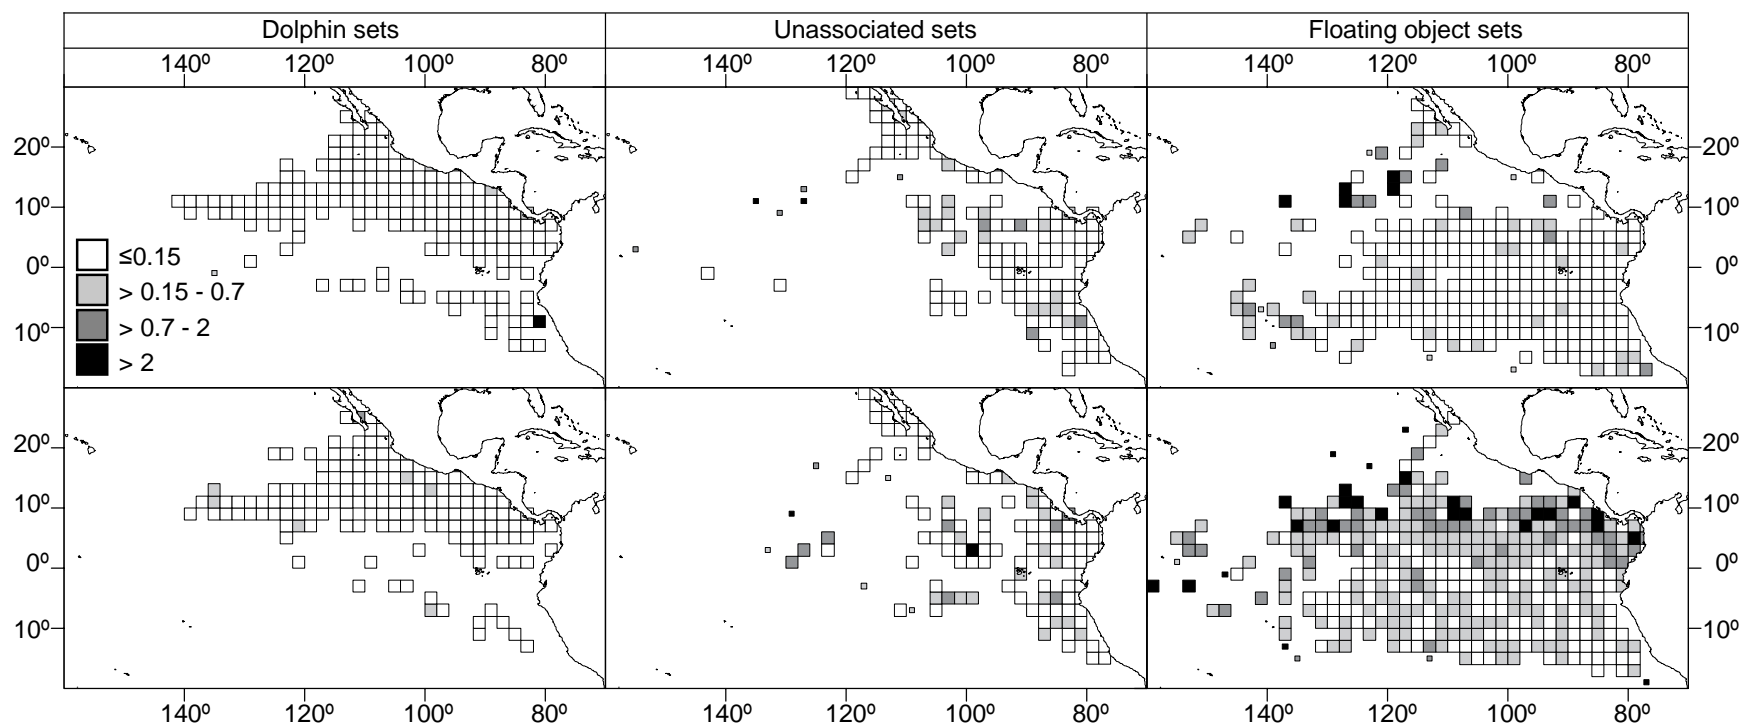 Dolphin sets Unassociated sets Floating object sets
140º 120º 100º 80º 140º 120º 100º 80º 140º 120º 100º 80º
20º 20º
10º 10º
0º 0º
10º 10º
≤0.15
> 0.15 - 0.7
> 0.7 - 2
> 2
20º 20º
10º 10º
0º 0º
10º 10º
140º 120º 100º 80º 140º 120º 100º 80º 140º 120º 100º 80º